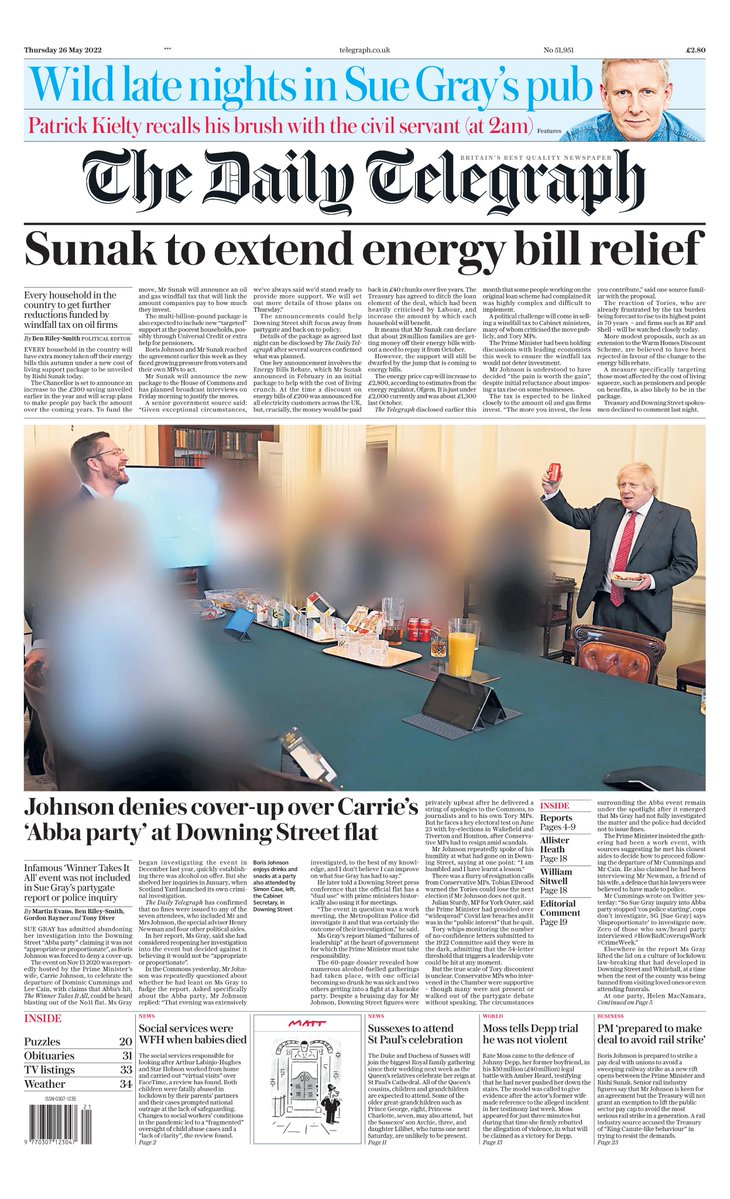 Thursday 26 May 2022
***
telegraph.co.uk
No 51,951
£2.80
Wild late nights in Sue Gray's pub
Patrick Kielty recalls his brush with the civil servant (at 2am) Features
BRITAIN'S BEST QUALITY NEWSPAPER
The Daily Telegraph
Sunak to extend energy bill relief
Every household in the
country to get further
reductions funded by
windfall tax on oil firms
By Ben Riley-Smith POLITICAL EDITOR
EVERY household in the country will
have extra money taken off their energy
bills this autumn under a new cost of
living support package to be unveiled
by Rishi Sunak today.
The Chancellor is set to announce an
increase to the £200 saving unveiled
earlier in the year and will scrap plans
to make people pay back the amount
over the coming years. To fund the
move, Mr Sunak will announce an oil
and gas windfall tax that will link the
amount companies pay to how much
they invest.
The multi-billion-pound package is
also expected to include new "targeted"
support at the poorest households, pos-
sibly through Universal Credit or extra
help for pensioners.
Boris Johnson and Mr Sunak reached
the agreement earlier this week as they
faced growing pressure from voters and
their own MPs to act.
Mr Sunak will announce the new
package to the House of Commons and
has planned broadcast interviews on
Friday morning to justify the moves.
A senior government source said:
"Given exceptional circumstances,
we've always said we'd stand ready to
provide more support. We will set
out more details of those plans on
Thursday."
The announcements could help
Downing Street shift focus away from
partygate and back on to policy.
Details of the package as agreed last
night can be disclosed by The Daily Tel-
egraph after several sources confirmed
what was planned.
One key announcement involves the
Energy Bills Rebate, which Mr Sunak
announced in February in an initial
package to help with the cost of living
crunch. At the time a discount on
energy bills of £200 was announced for
all electricity customers across the UK,
but, crucially, the money would be paid
back in £40 chunks over five years. The
Treasury has agreed to ditch the loan
element of the deal, which had been
heavily criticised by Labour, and
increase the amount by which each
household will benefit.
It means that Mr Sunak can declare
that about 28 million families are get-
ting money off their energy bills with-
out a need to repay it from October.
However, the support will still be
dwarfed by the jump that is coming to
energy bills.
The energy price cap will increase to
£2,800, according to estimates from the
energy regulator, Ofgem. It is just under
£2,000 currently and was about £1,300
last October.
The Telegraph disclosed earlier this
month that some people working on the
original loan scheme had complained it
was highly complex and difficult to
implement.
A political challenge will come in sell-
ing a windfall tax to Cabinet ministers,
many of whom criticised the move pub-
licly, and Tory MPs.
The Prime Minister had been holding
discussions with leading economists
this week to ensure the windfall tax
would not deter investment.
Mr Johnson is understood to have
decided "the pain is worth the gain",
despite initial reluctance about impos-
ing a tax rise on some businesses.
The tax is expected to be linked
closely to the amount oil and gas firms
invest. "The more you invest, the less
you contribute," said one source famil-
iar with the proposal.
The reaction of Tories, who are
already frustrated by the tax burden
being forecast to rise to its highest point
in 70 years – and firms such as BP and
Shell – will be watched closely today.
More modest proposals, such as an
extension to the Warm Homes Discount
Scheme, are believed to have been
rejected in favour of the change to the
energy bills rebate.
A measure specifically targeting
those most affected by the cost of living
squeeze, such as pensioners and people
on benefits, is also likely to be in the
package.
Treasury and Downing Street spokes-
men declined to comment last night.
Johnson denies cover-up over Carrie's
'Abba party' at Downing Street flat
Infamous 'Winner Takes It
All' event was not included
in Sue Gray's partygate
report or police inquiry
By Martin Evans, Ben Riley-Smith,
Gordon Rayner and Tony Diver
SUE GRAY has admitted abandoning
her investigation into the Downing
Street "Abba party" claiming it was not
"appropriate or proportionate", as Boris
Johnson was forced to deny a cover-up.
The event on Nov 13 2020 was report-
edly hosted by the Prime Minister's
wife, Carrie Johnson, to celebrate the
departure of Dominic Cummings and
Lee Cain, with claims that Abba's hit,
The Winner Takes It All, could be heard
blasting out of the No11 flat. Ms Gray
began investigating the event in
December last year, quickly establish-
ing there was alcohol on offer. But she
shelved her inquiries in January, when
Scotland Yard launched its own crimi-
nal investigation.
The Daily Telegraph has confirmed
that no fines were issued to any of the
seven attendees, who included Mr and
Mrs Johnson, the special adviser Henry
Newman and four other political aides.
In her report, Ms Gray, said she had
considered reopening her investigation
into the event but decided against it,
believing it would not be "appropriate
or proportionate".
In the Commons yesterday, Mr John-
son was repeatedly questioned about
whether he had leant on Ms Gray to
fudge the report. Asked specifically
about the Abba party, Mr Johnson
replied: "That evening was extensively
Boris Johnson
enjoys drinks and
snacks at a party
also attended by
Simon Case, left,
the Cabinet
Secretary, in
Downing Street
investigated, to the best of my knowl-
edge, and I don't believe I can improve
on what Sue Gray has had to say."
He later told a Downing Street press
conference that the official flat has a
"dual use" with prime ministers histori-
cally also using it for meetings.
"The event in question was a work
meeting, the Metropolitan Police did
investigate it and that was certainly the
outcome of their investigation," he said.
Ms Gray's report blamed "failures of
leadership" at the heart of government
for which the Prime Minister must take
responsibility.
The 60-page dossier revealed how
numerous alcohol-fuelled gatherings
had taken place, with one official
becoming so drunk he was sick and two
others getting into a fight at a karaoke
party. Despite a bruising day for Mr
Johnson, Downing Street figures were
privately upbeat after he delivered a
string of apologies to the Commons, to
journalists and to his own Tory MPs.
But he faces a key electoral test on June
23 with by-elections in Wakefield and
Tiverton and Honiton, after Conserva-
tive MPs had to resign amid scandals.
Mr Johnson repeatedly spoke of his
humility at what had gone on in Down-
ing Street, saying at one point: "I am
humbled and I have learnt a lesson."
There was a flurry of resignation calls
from Conservative MPs. Tobias Ellwood
warned the Tories could lose the next
election if Mr Johnson does not quit.
Julian Sturdy, MP for York Outer, said
the Prime Minister had presided over
"widespread" Covid law breaches and it
was in the "public interest" that he quit.
Tory whips monitoring the number
of no-confidence letters submitted to
the 1922 Committee said they were in
the dark, admitting that the 54-letter
threshold that triggers a leadership vote
could be hit at any moment.
But the true scale of Tory discontent
is unclear. Conservative MPs who inter-
vened in the Chamber were supportive
– though many were not present or
walked out of the partygate debate
without speaking. The circumstances
INSIDE
Reports
Pages 4-9
Allister
Heath
Page 18
William
Sitwell
Page 18
Editorial
Comment
Page 19
surrounding the Abba event remain
under the spotlight after it emerged
that Ms Gray had not fully investigated
the matter and the police had decided
not to issue fines.
The Prime Minister insisted the gath-
ering had been a work event, with
sources suggesting he met his closest
aides to decide how to proceed follow-
ing the departure of Mr Cummings and
Mr Cain. He also claimed he had been
interviewing Mr Newman, a friend of
his wife, a defence that his lawyers were
believed to have made to police.
Mr Cummings wrote on Twitter yes-
terday: "So Sue Gray inquiry into Abba
party stopped 'cos police starting', cops
don't investigate, SG [Sue Gray] says
'disproportionate' to investigate now.
Zero of those who saw/heard party
interviewed #HowBadCoverupsWork
#CrimeWeek."
Elsewhere in the report Ms Gray
lifted the lid on a culture of lockdown
law-breaking that had developed in
Downing Street and Whitehall, at a time
when the rest of the country was being
banned from visiting loved ones or even
attending funerals.
At one party, Helen MacNamara,
Continued on Page 5
INSIDE
Puzzles 20
Obituaries 31
TV listings 33
Weather 34
ISSN-0307-1235
21
9 770307 123047
NEWS
Social services were
WFH when babies died
The social services responsible for
looking after Arthur Labinjo-Hughes
and Star Hobson worked from home
and carried out "virtual visits" over
FaceTime, a review has found. Both
children were fatally abused in
lockdown by their parents' partners
and their cases prompted national
outrage at the lack of safeguarding.
Changes to social workers' conditions
in the pandemic led to a "fragmented"
oversight of child abuse cases and a
"lack of clarity", the review found.
Page 2
MATT
NEWS
Sussexes to attend
St Paul's celebration
The Duke and Duchess of Sussex will
join the biggest Royal family gathering
since their wedding next week as the
Queen's relatives celebrate her reign at
St Paul's Cathedral. All of the Queen's
cousins, children and grandchildren
are expected to attend. Some of the
older great-grandchildren such as
Prince George, eight, Princess
Charlotte, seven, may also attend, but
the Sussexes' son Archie, three, and
daughter Lilibet, who turns one next
Saturday, are unlikely to be present.
Page 11
WORLD
Moss tells Depp trial
he was not violent
Kate Moss came to the defence of
Johnny Depp, her former boyfriend, in
his $50 million (£40 million) legal
battle with Amber Heard, testifying
that he had never pushed her down the
stairs. The model was called to give
evidence after the actor's former wife
made reference to the alleged incident
in her testimony last week. Moss
appeared for just three minutes but
during that time she firmly rebutted
the allegation of violence, in what will
be claimed as a victory for Depp.
Page 13
BUSINESS
PM 'prepared to make
deal to avoid rail strike'
Boris Johnson is prepared to strike a
pay deal with unions to avoid a
sweeping railway strike as a new rift
opens between the Prime Minister and
Rishi Sunak. Senior rail industry
figures say that Mr Johnson is keen for
an agreement but the Treasury will not
grant an exemption to lift the public
sector pay cap to avoid the most
serious rail strike in a generation. A rail
industry source accused the Treasury
of "King Canute-like behaviour" in
trying to resist the demands.
Page 23